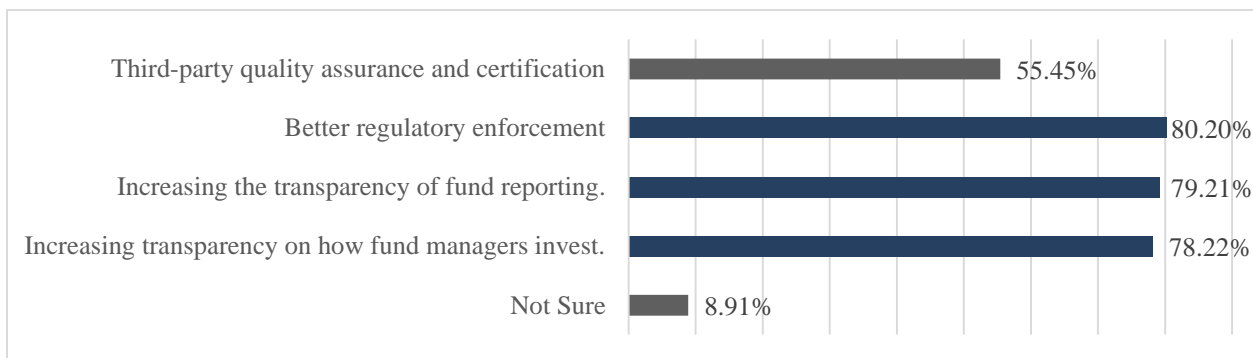 Third-party quality assurance and certification 55.45%
Better regulatory enforcement 80.20%
Increasing the transparency of fund reporting. 79.21%
Increasing transparency on how fund managers invest. 78.22%
Not Sure 8.91%